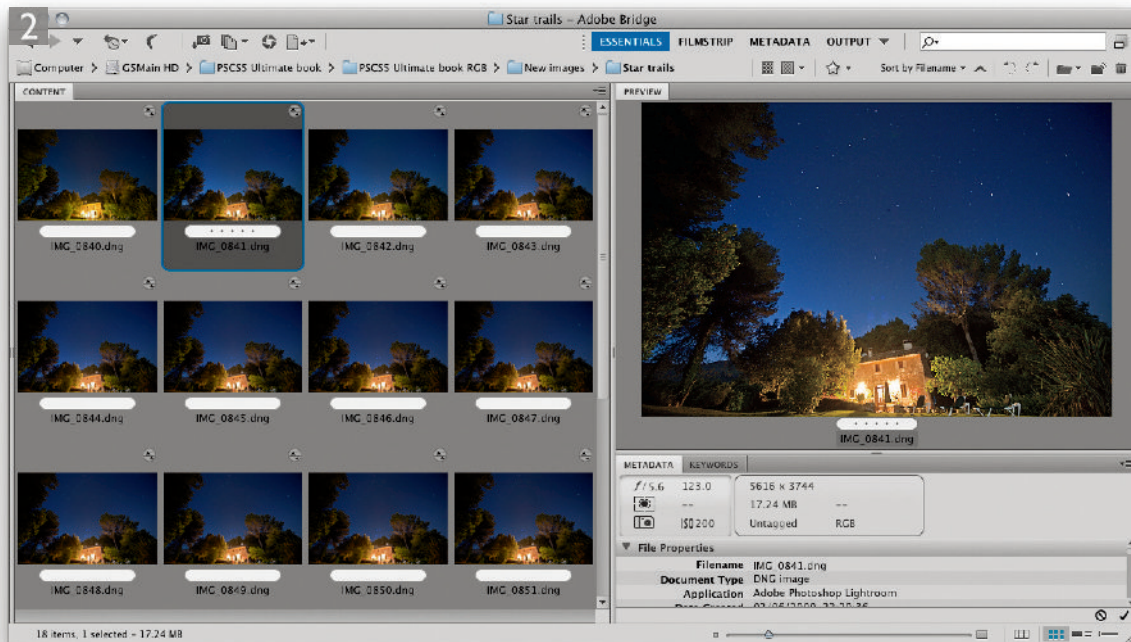 2
Star trails – Adobe Bridge
ESSENTIALS FILMSTRIP METADATA OUTPUT
Computer > GSMain HD > PSCS5 Ultimate book > PSCS5 Ultimate book RGB > New images > Star trails
Sort by Filename
CONTENT
PREVIEW
IMG_0840.dng IMG_0841.dng IMG_0842.dng IMG_0843.dng
IMG_0844.dng IMG_0845.dng IMG_0846.dng IMG_0847.dng
IMG_0848.dng IMG_0849.dng IMG_0850.dng IMG_0851.dng
IMG_0841.dng
METADATA KEYWORDS
f/5.6 123.0 5616 x 3744
-- 17.24 MB --
ISO 200 Untagged RGB
File Properties
Filename IMG_0841.dng
Document Type DNG image
Application Adobe Photoshop Lightroom
Date Created
18 items, 1 selected - 17.24 MB